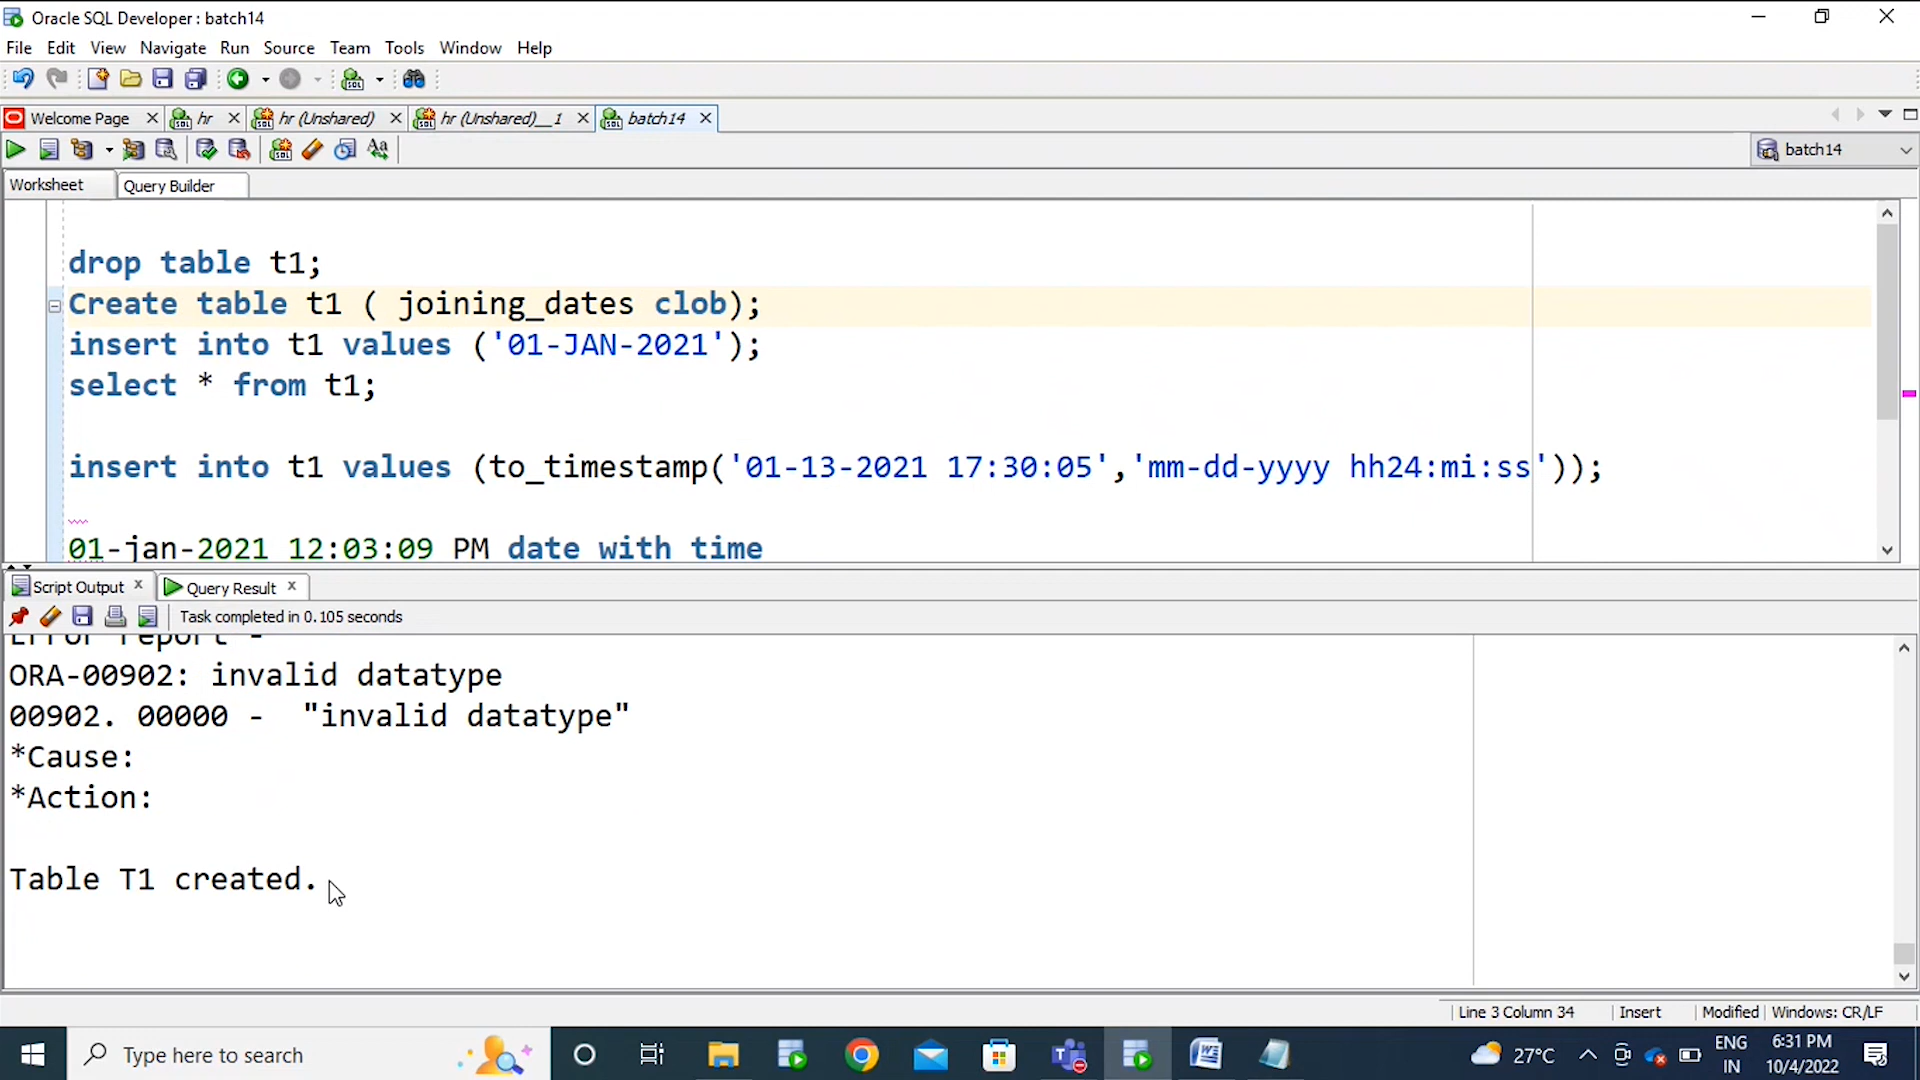 Oracle SQL Developer : batch14
File Edit View Navigate Run Source Team Tools Window Help
Welcome Page hr hr (Unshared) hr (Unshared)__1 batch14
batch14
Worksheet Query Builder
drop table t1;
Create table t1 ( joining_dates clob);
insert into t1 values ('01-JAN-2021');
select * from t1;
insert into t1 values (to_timestamp('01-13-2021 17:30:05','mm-dd-yyyy hh24:mi:ss'));
01-jan-2021 12:03:09 PM date with time
Script Output Query Result
Task completed in 0.105 seconds
Error report -
ORA-00902: invalid datatype
00902. 00000 - "invalid datatype"
*Cause:
*Action:
Table T1 created.
Line 3 Column 34 Insert Modified Windows: CR/LF
Type here to search
27°C
ENG
IN
6:31 PM
10/4/2022